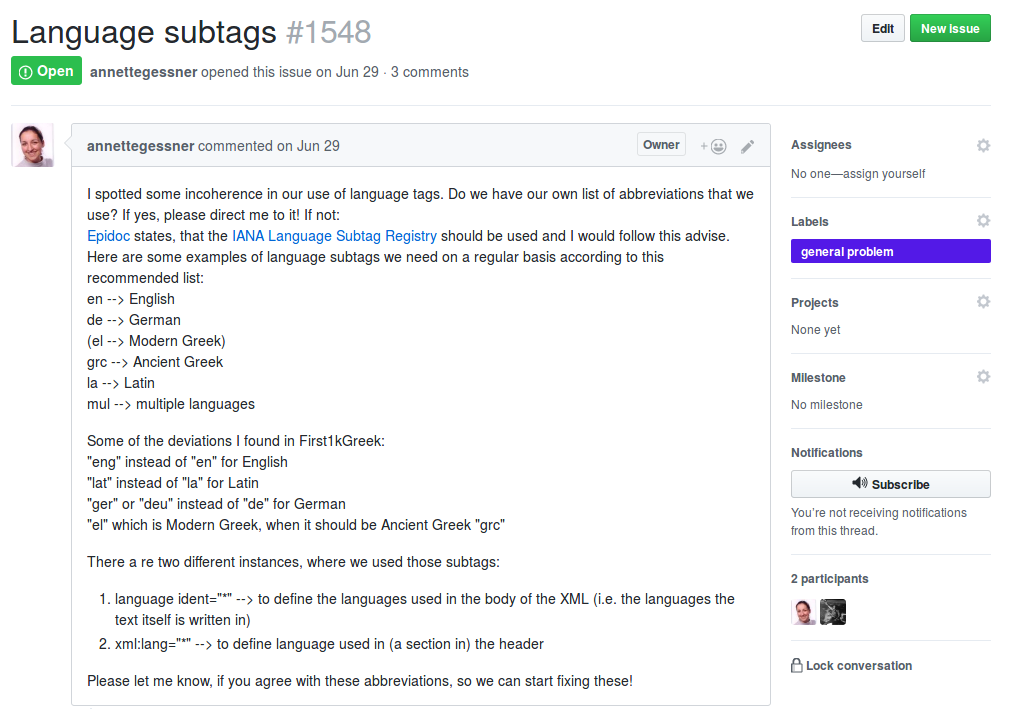 Language subtags #1548
Edit
New Issue
Open
annettegessner opened this issue on Jun 29 · 3 comments
annettegessner commented on Jun 29
Owner
I spotted some incoherence in our use of language tags. Do we have our own list of abbreviations that we
use? If yes, please direct me to it! If not:
Epidoc states, that the IANA Language Subtag Registry should be used and I would follow this advise.
Here are some examples of language subtags we need on a regular basis according to this
recommended list:
en --> English
de --> German
(el --> Modern Greek)
grc --> Ancient Greek
la --> Latin
mul --> multiple languages
Some of the deviations I found in First1kGreek:
"eng" instead of "en" for English
"lat" instead of "la" for Latin
"ger" or "deu" instead of "de" for German
"el" which is Modern Greek, when it should be Ancient Greek "grc"
There a re two different instances, where we used those subtags:
1. language ident="*" --> to define the languages used in the body of the XML (i.e. the languages the
text itself is written in)
2. xml:lang="*" --> to define language used in (a section in) the header
Please let me know, if you agree with these abbreviations, so we can start fixing these!
Assignees
No one—assign yourself
Labels
general problem
Projects
None yet
Milestone
No milestone
Notifications
Subscribe
You're not receiving notifications
from this thread.
2 participants
Lock conversation